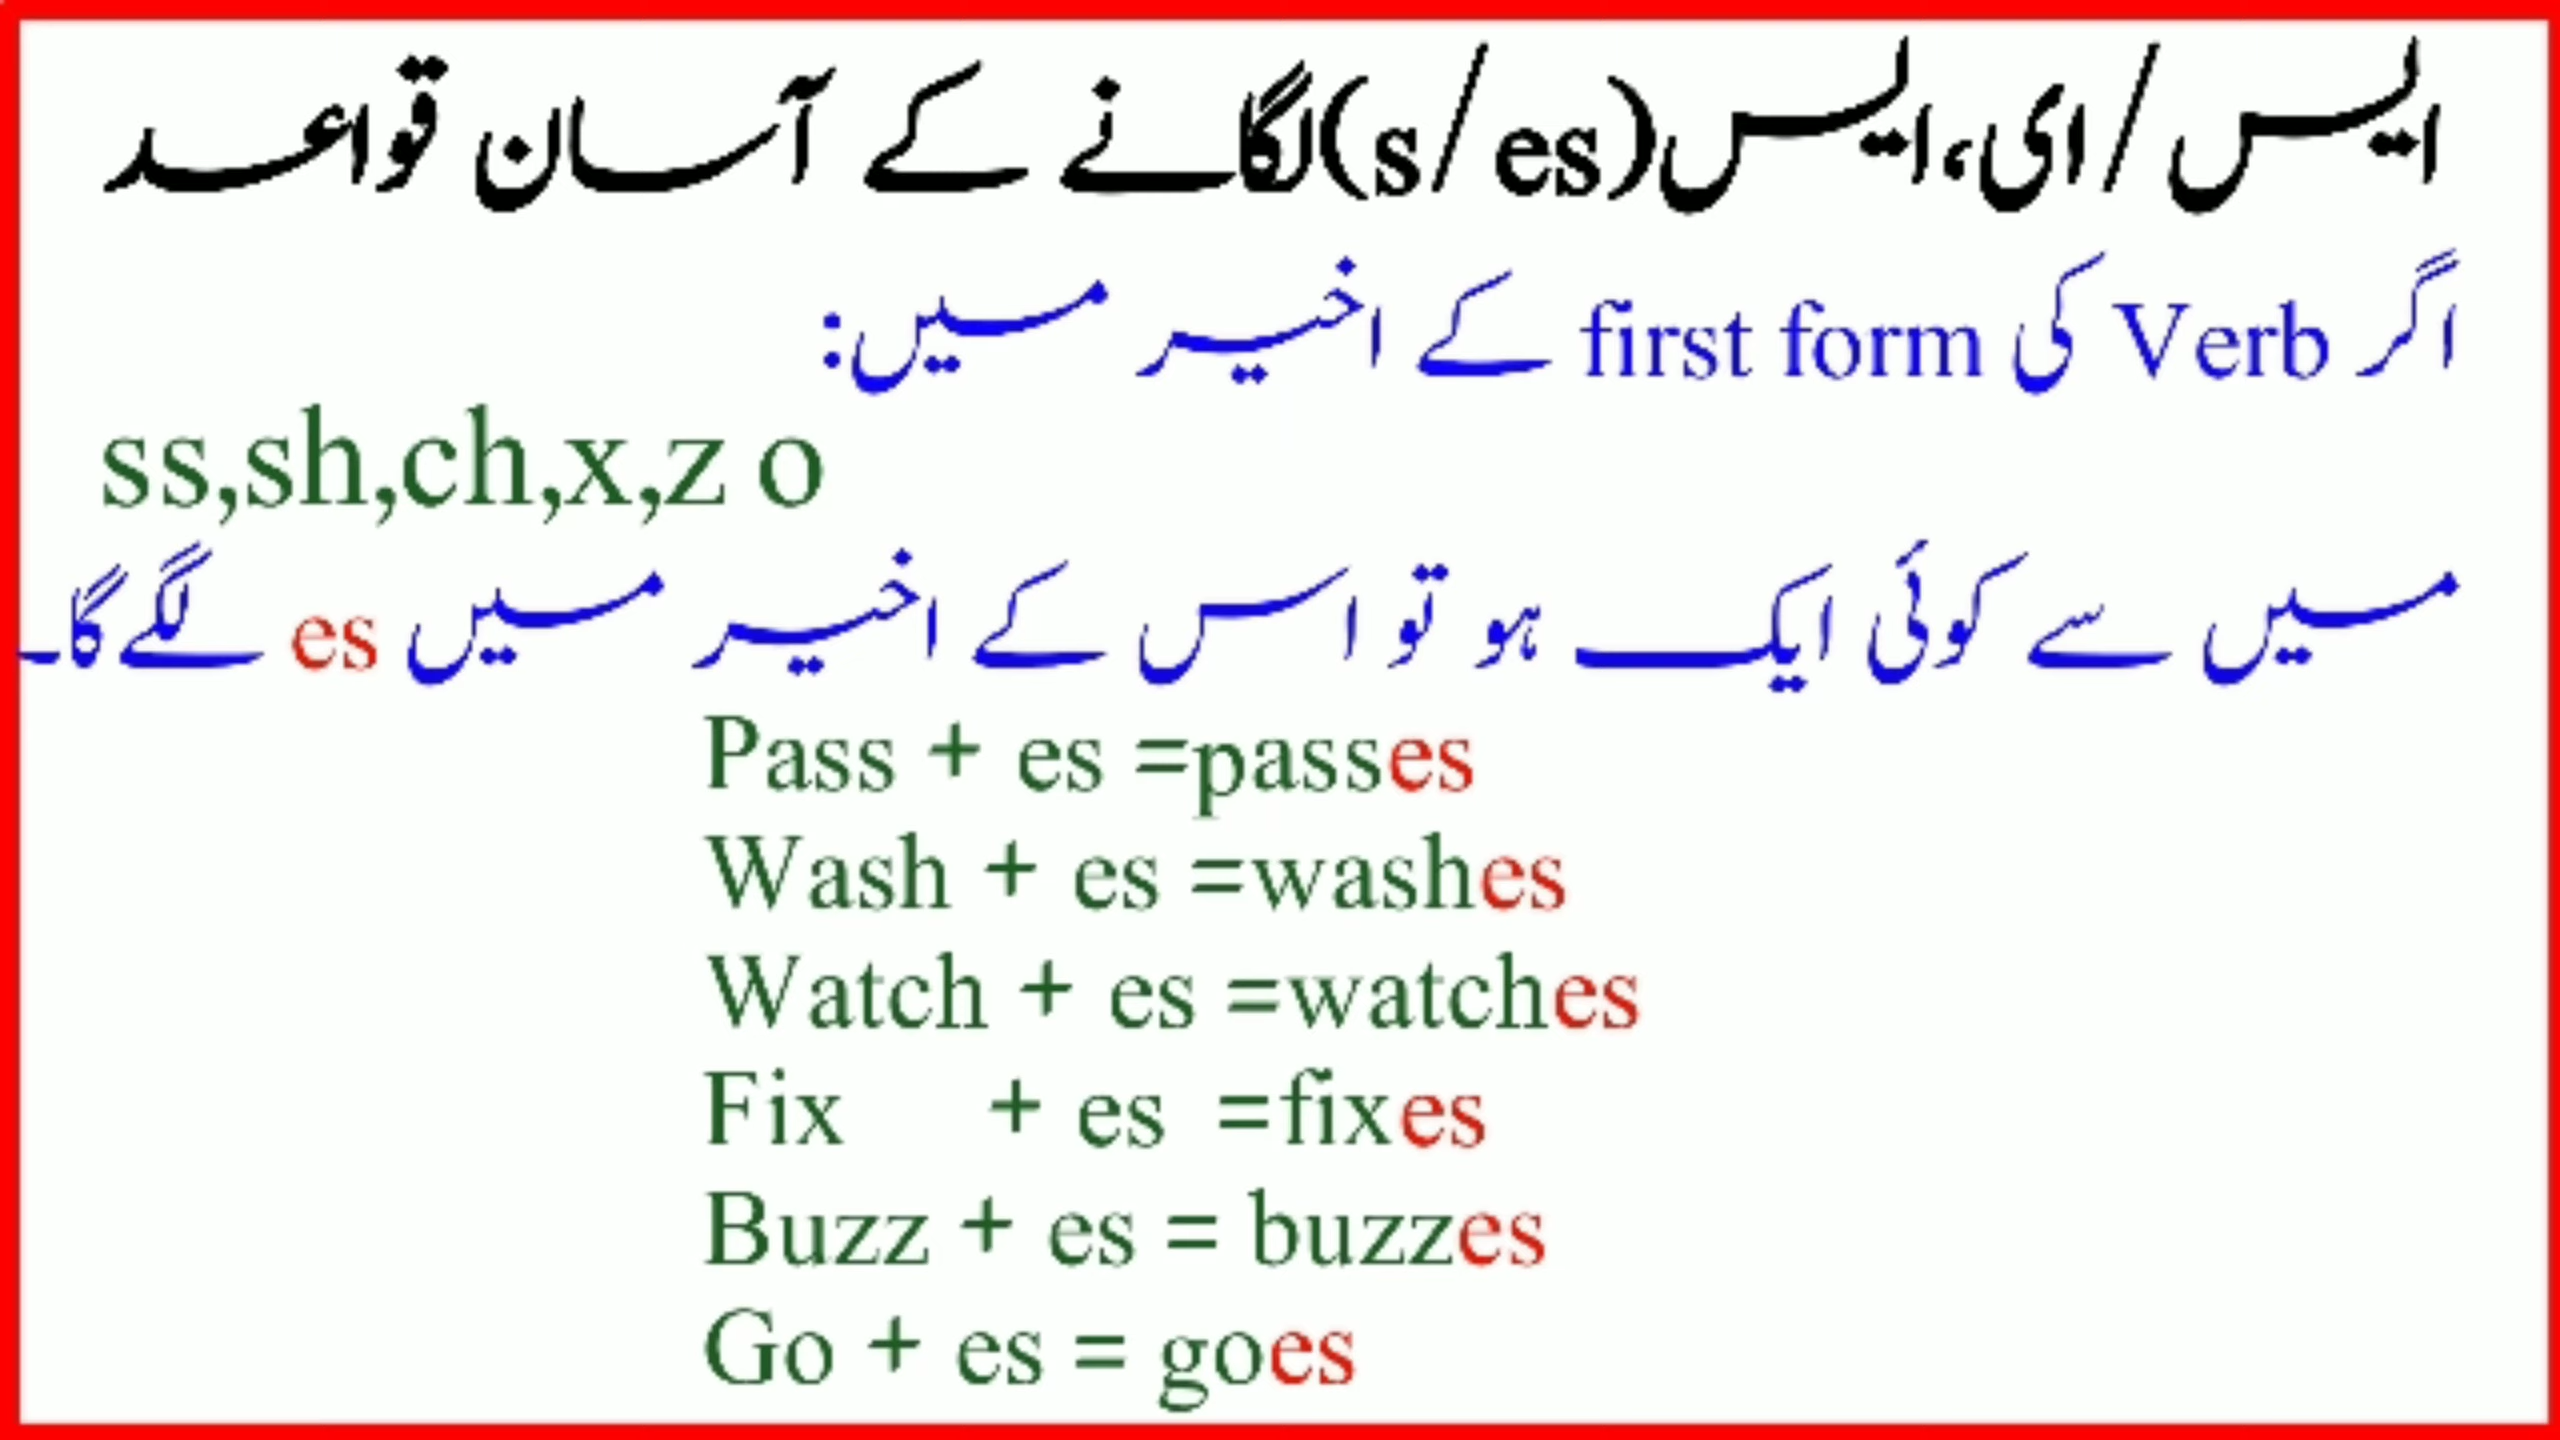 ایس/ای،ایس(s/es)لگانے کے آسان قواعد
اگر Verb کی first form کے اخیر میں:
ss,sh,ch,x,z o
میں سے کوئی ایک ہو تو اس کے اخیر میں es لگے گا۔
Pass + es =passes
Wash + es =washes
Watch + es =watches
Fix + es =fixes
Buzz + es = buzzes
Go + es = goes